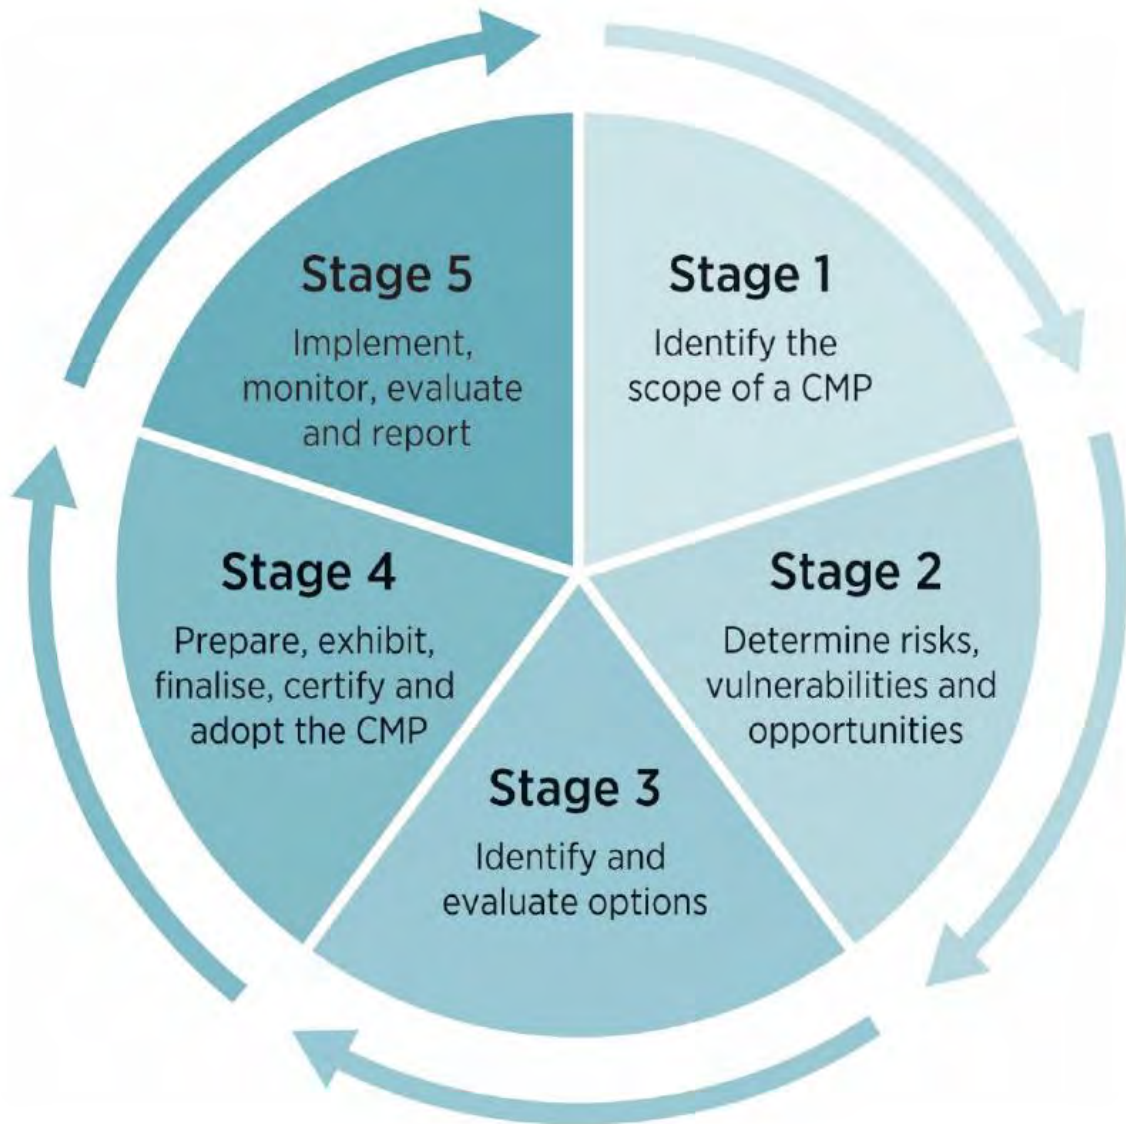 Stage 1
Identify the
scope of a CMP
Stage 2
Determine risks,
vulnerabilities and
opportunities
Stage 3
Identify and
evaluate options
Stage 4
Prepare, exhibit,
finalise, certify and
adopt the CMP
Stage 5
Implement,
monitor, evaluate
and report